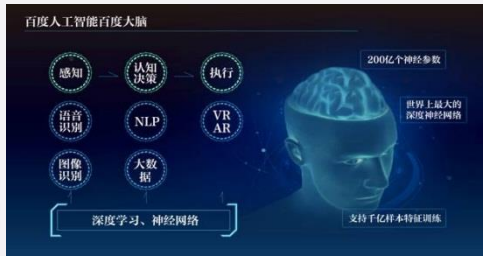 百度人工智能百度大脑
感知
认知
决策
执行
语音
识别
NLP
VR
AR
图像
识别
大数
据
深度学习、神经网络
200亿个神经参数
世界上最大的
深度神经网络
支持千亿样本特征训练